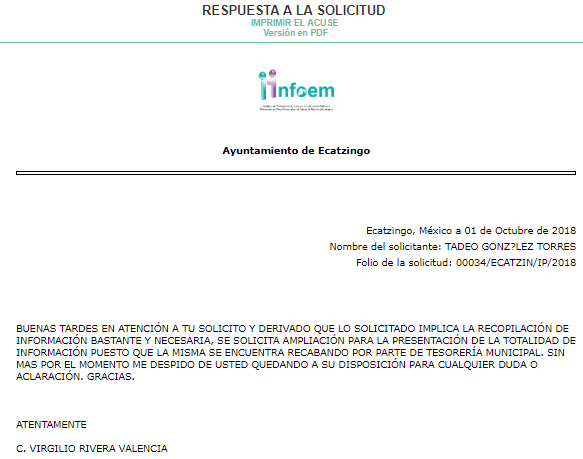 RESPUESTA A LA SOLICITUD
IMPRIMIR EL ACUSE
Versión en PDF
infoem
Ayuntamiento de Ecatzingo
Ecatzingo, México a 01 de Octubre de 2018
Nombre del solicitante: TADEO GONZ?LEZ TORRES
Folio de la solicitud: 00034/ECATZIN/IP/2018
BUENAS TARDES EN ATENCIÓN A TU SOLICITO Y DERIVADO QUE LO SOLICITADO IMPLICA LA RECOPILACIÓN DE
INFORMACIÓN BASTANTE Y NECESARIA, SE SOLICITA AMPLIACIÓN PARA LA PRESENTACIÓN DE LA TOTALIDAD DE
INFORMACIÓN PUESTO QUE LA MISMA SE ENCUENTRA RECABANDO POR PARTE DE TESORERÍA MUNICIPAL. SIN
MAS POR EL MOMENTO ME DESPIDO DE USTED QUEDANDO A SU DISPOSICIÓN PARA CUALQUIER DUDA O
ACLARACIÓN. GRACIAS.
ATENTAMENTE
C. VIRGILIO RIVERA VALENCIA